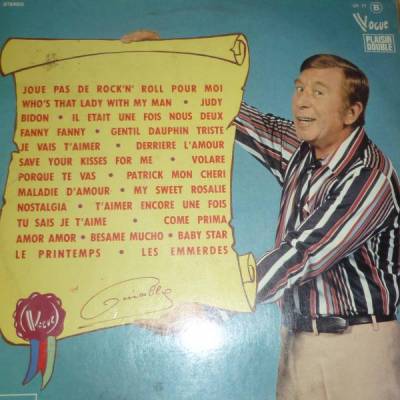 STEREO
B
VOGUE
PLAISIR
DOUBLE
JOUE PAS DE ROCK'N' ROLL POUR MOI
WHO'S THAT LADY WITH MY MAN • JUDY
BIDON • IL ETAIT UNE FOIS NOUS DEUX
FANNY FANNY • GENTIL DAUPHIN TRISTE
JE VAIS T'AIMER • DERRIERE L'AMOUR
SAVE YOUR KISSES FOR ME • VOLARE
PORQUE TE VAS • PATRICK MON CHERI
MALADIE D'AMOUR • MY SWEET ROSALIE
NOSTALGIA • T'AIMER ENCORE UNE FOIS
TU SAIS JE T'AIME • COME PRIMA
AMOR AMOR • BESAME MUCHO • BABY STAR
LE PRINTEMPS • LES EMMERDES
VOGUE